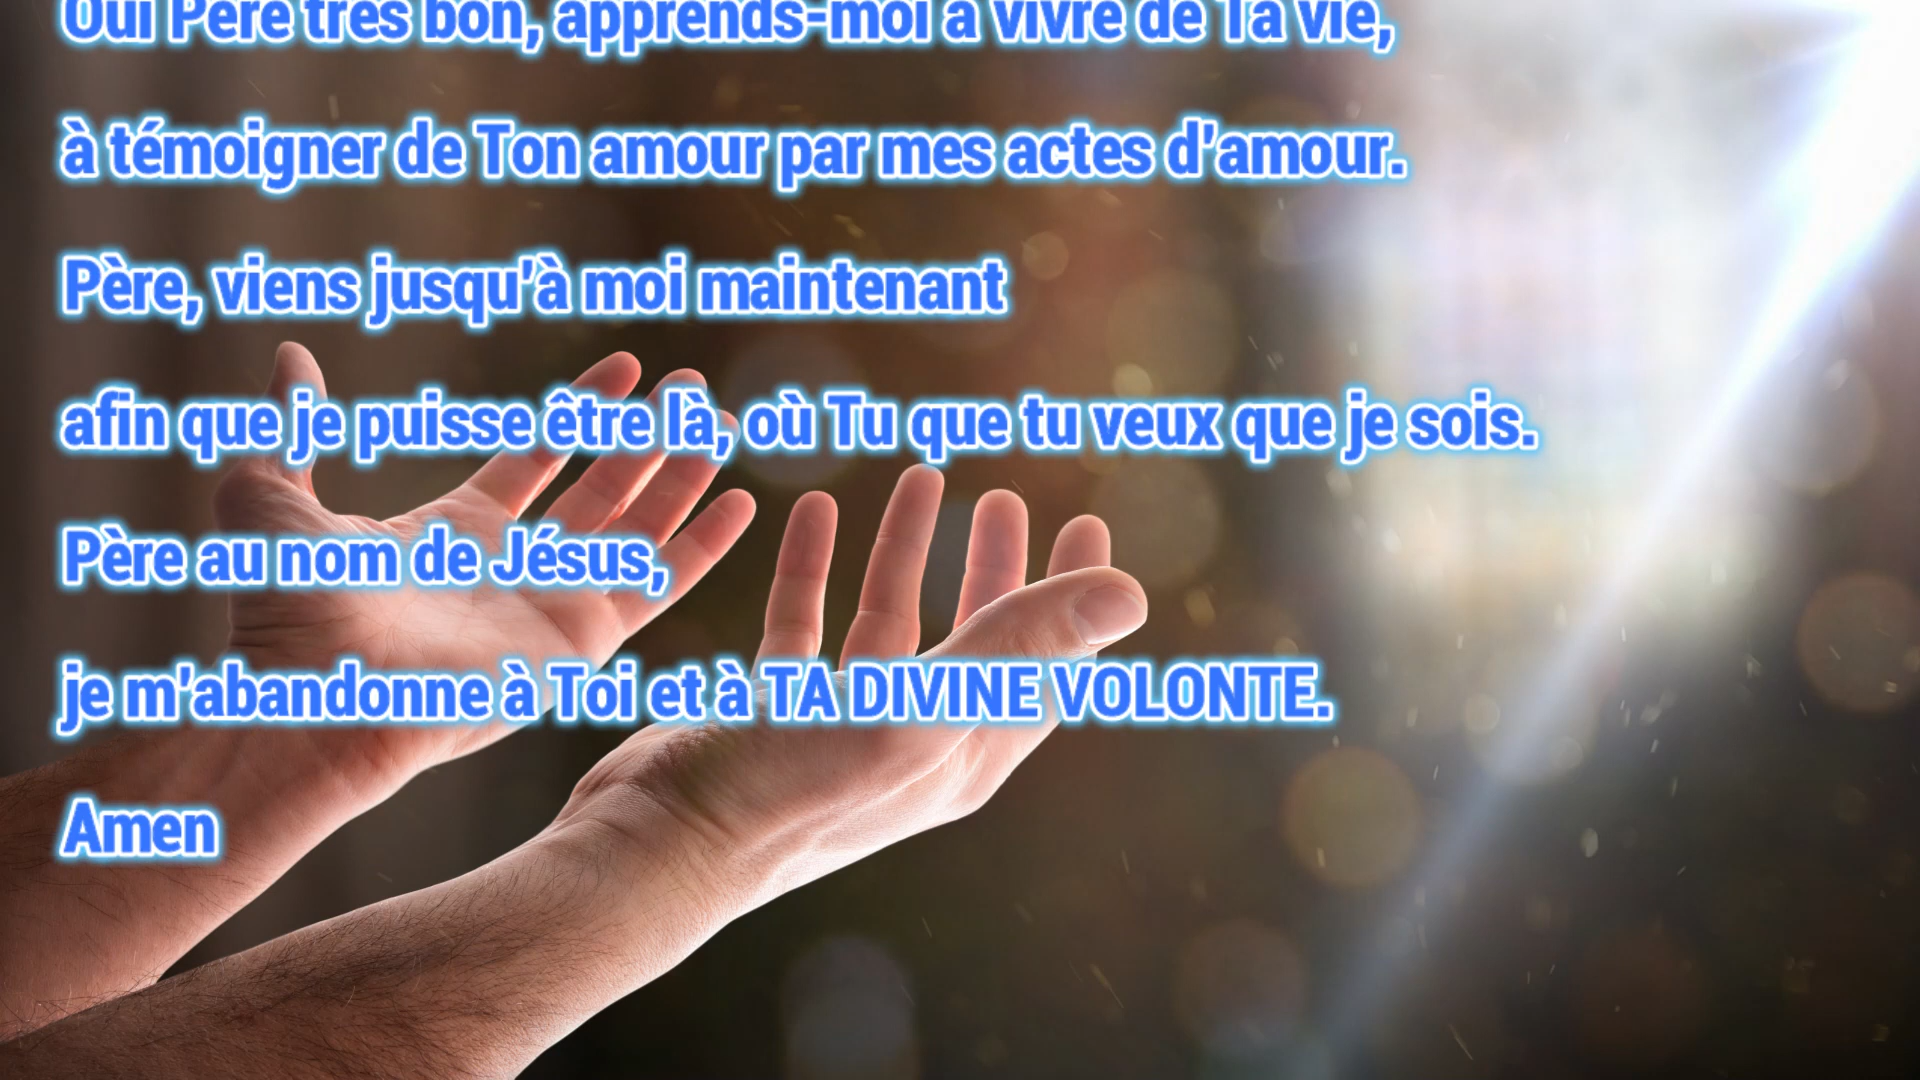 Oui Père très bon, apprends-moi à vivre de Ta vie,
à témoigner de Ton amour par mes actes d'amour.
Père, viens jusqu'à moi maintenant
afin que je puisse être là, où Tu que tu veux que je sois.
Père au nom de Jésus,
je m'abandonne à Toi et à TA DIVINE VOLONTE.
Amen